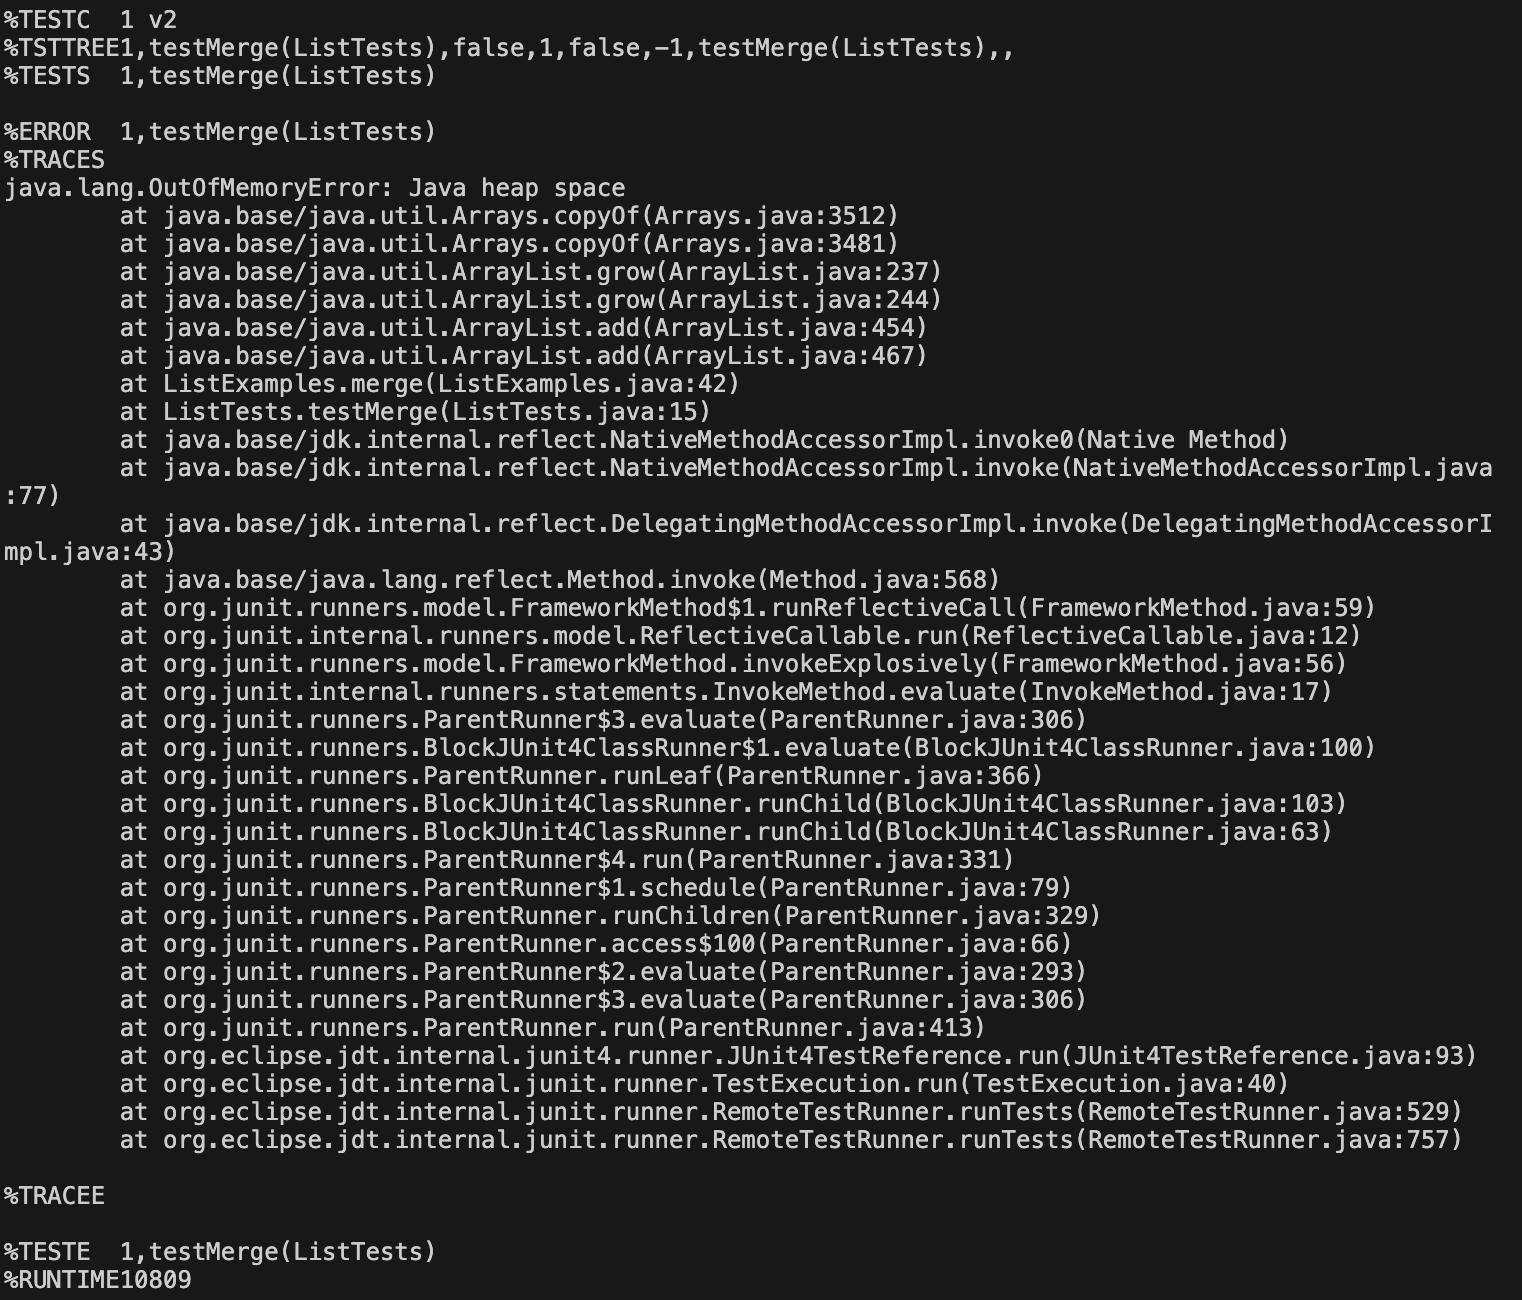 %TESTC  1 v2
%TSTTREE1,testMerge(ListTests),false,1,false,-1,testMerge(ListTests),,
%TESTS  1,testMerge(ListTests)

%ERROR  1,testMerge(ListTests)
%TRACES
java.lang.OutOfMemoryError: Java heap space
        at java.base/java.util.Arrays.copyOf(Arrays.java:3512)
        at java.base/java.util.Arrays.copyOf(Arrays.java:3481)
        at java.base/java.util.ArrayList.grow(ArrayList.java:237)
        at java.base/java.util.ArrayList.grow(ArrayList.java:244)
        at java.base/java.util.ArrayList.add(ArrayList.java:454)
        at java.base/java.util.ArrayList.add(ArrayList.java:467)
        at ListExamples.merge(ListExamples.java:42)
        at ListTests.testMerge(ListTests.java:15)
        at java.base/jdk.internal.reflect.NativeMethodAccessorImpl.invoke0(Native Method)
        at java.base/jdk.internal.reflect.NativeMethodAccessorImpl.invoke(NativeMethodAccessorImpl.java
:77)
        at java.base/jdk.internal.reflect.DelegatingMethodAccessorImpl.invoke(DelegatingMethodAccessorI
mpl.java:43)
        at java.base/java.lang.reflect.Method.invoke(Method.java:568)
        at org.junit.runners.model.FrameworkMethod$1.runReflectiveCall(FrameworkMethod.java:59)
        at org.junit.internal.runners.model.ReflectiveCallable.run(ReflectiveCallable.java:12)
        at org.junit.runners.model.FrameworkMethod.invokeExplosively(FrameworkMethod.java:56)
        at org.junit.internal.runners.statements.InvokeMethod.evaluate(InvokeMethod.java:17)
        at org.junit.runners.ParentRunner$3.evaluate(ParentRunner.java:306)
        at org.junit.runners.BlockJUnit4ClassRunner$1.evaluate(BlockJUnit4ClassRunner.java:100)
        at org.junit.runners.ParentRunner.runLeaf(ParentRunner.java:366)
        at org.junit.runners.BlockJUnit4ClassRunner.runChild(BlockJUnit4ClassRunner.java:103)
        at org.junit.runners.BlockJUnit4ClassRunner.runChild(BlockJUnit4ClassRunner.java:63)
        at org.junit.runners.ParentRunner$4.run(ParentRunner.java:331)
        at org.junit.runners.ParentRunner$1.schedule(ParentRunner.java:79)
        at org.junit.runners.ParentRunner.runChildren(ParentRunner.java:329)
        at org.junit.runners.ParentRunner.access$100(ParentRunner.java:66)
        at org.junit.runners.ParentRunner$2.evaluate(ParentRunner.java:293)
        at org.junit.runners.ParentRunner$3.evaluate(ParentRunner.java:306)
        at org.junit.runners.ParentRunner.run(ParentRunner.java:413)
        at org.eclipse.jdt.internal.junit4.runner.JUnit4TestReference.run(JUnit4TestReference.java:93)
        at org.eclipse.jdt.internal.junit.runner.TestExecution.run(TestExecution.java:40)
        at org.eclipse.jdt.internal.junit.runner.RemoteTestRunner.runTests(RemoteTestRunner.java:529)
        at org.eclipse.jdt.internal.junit.runner.RemoteTestRunner.runTests(RemoteTestRunner.java:757)

%TRACEE

%TESTE  1,testMerge(ListTests)
%RUNTIME10809